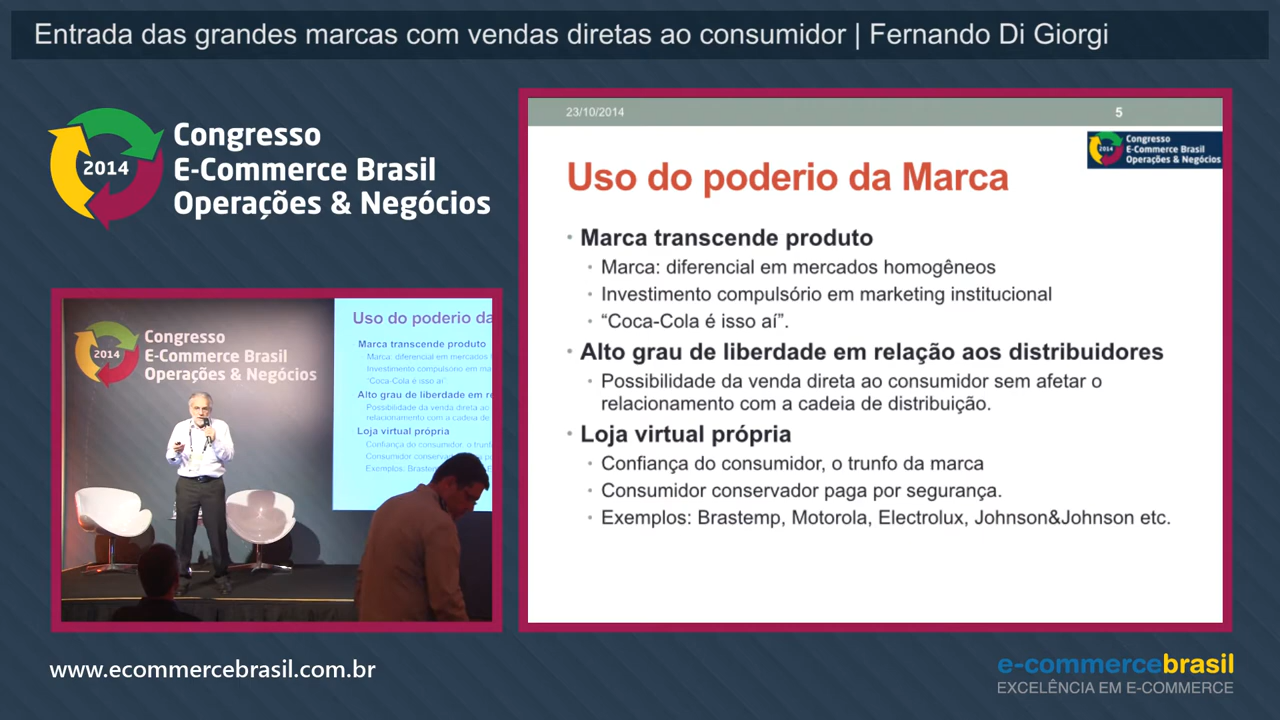 Entrada das grandes marcas com vendas diretas ao consumidor | Fernando Di Giorgi
2014
Congresso
E-Commerce Brasil
Operações & Negócios
23/10/2014
5
2014
Congresso
E-Commerce Brasil
Operações & Negócios
Uso do poderio da Marca
• Marca transcende produto
• Marca: diferencial em mercados homogêneos
• Investimento compulsório em marketing institucional
• “Coca-Cola é isso aí”.
• Alto grau de liberdade em relação aos distribuidores
• Possibilidade da venda direta ao consumidor sem afetar o
relacionamento com a cadeia de distribuição.
• Loja virtual própria
• Confiança do consumidor, o trunfo da marca
• Consumidor conservador paga por segurança.
• Exemplos: Brastemp, Motorola, Electrolux, Johnson&Johnson etc.
2014
Congresso
E-Commerce Brasil
Operações & Negócios
Uso do poderio da
Marca transcende produto
Marca: diferencial em mercados
Investimento compulsório em
“Coca-Cola é isso aí”
Alto grau de liberdade em
Possibilidade da venda direta ao
relacionamento com a cadeia de
Loja virtual própria
Confiança do consumidor, o trunfo
Consumidor
Exemplos:
www.ecommercebrasil.com.br
e-commercebrasil
EXCELÊNCIA EM E-COMMERCE